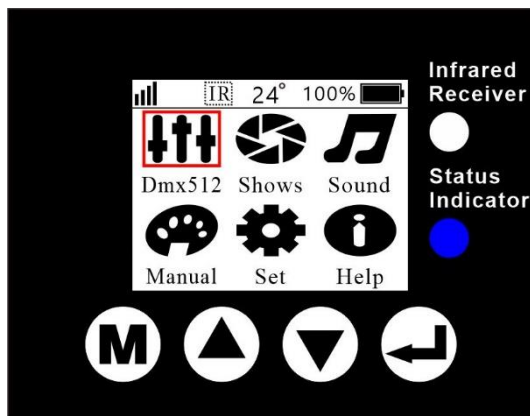 IR 24° 100%
Infrared
Receiver
Dmx512 Shows Sound
Status
Indicator
Manual Set Help
M